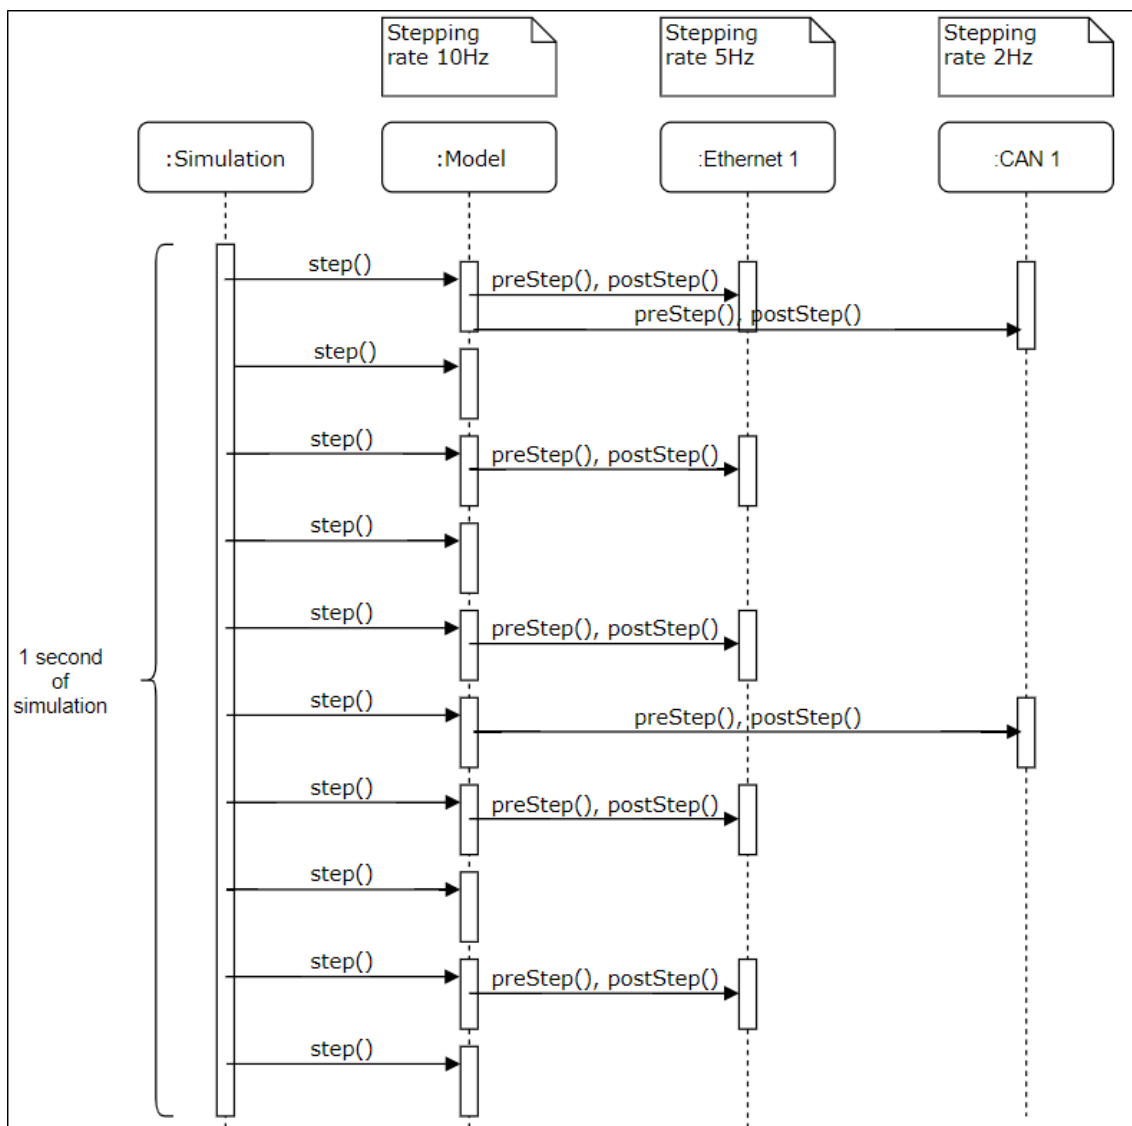 Stepping
rate 10Hz
Stepping
rate 5Hz
Stepping
rate 2Hz
:Simulation
:Model
:Ethernet 1
:CAN 1
step()
preStep(), postStep()
preStep(), postStep()
step()
step()
preStep(), postStep()
step()
step()
preStep(), postStep()
1 second
of
simulation
step()
preStep(), postStep()
step()
preStep(), postStep()
step()
step()
preStep(), postStep()
step()